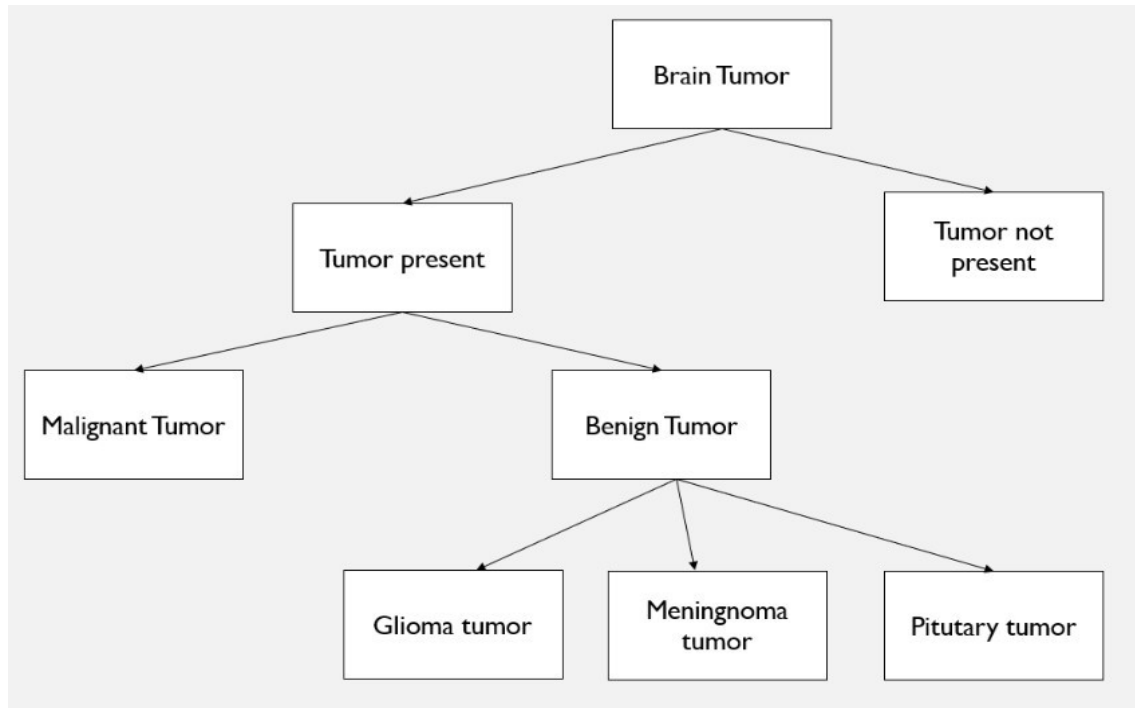 Brain Tumor
Tumor present
Tumor not
present
Malignant Tumor
Benign Tumor
Glioma tumor
Meningnoma
tumor
Pitutary tumor